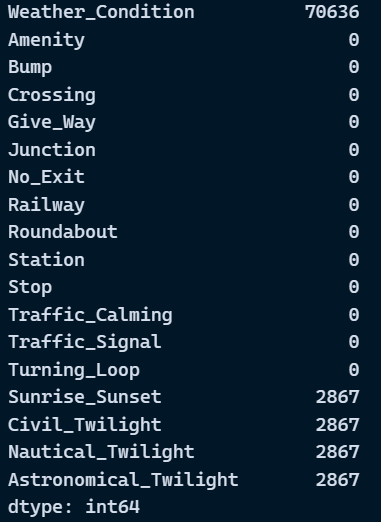 Weather_Condition 70636
Amenity 0
Bump 0
Crossing 0
Give_Way 0
Junction 0
No_Exit 0
Railway 0
Roundabout 0
Station 0
Stop 0
Traffic_Calming 0
Traffic_Signal 0
Turning_Loop 0
Sunrise_Sunset 2867
Civil_Twilight 2867
Nautical_Twilight 2867
Astronomical_Twilight 2867
dtype: int64